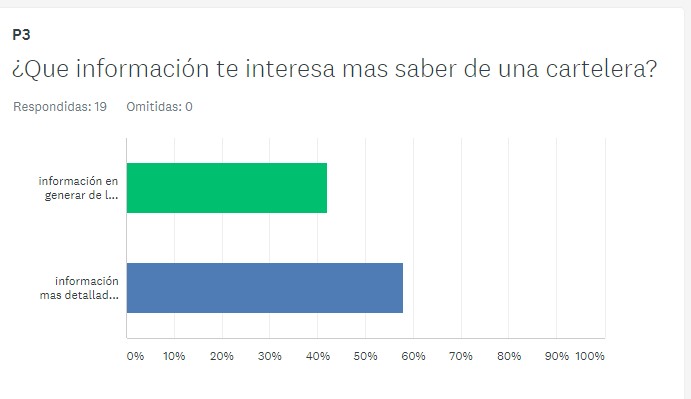 P3
¿Que información te interesa mas saber de una cartelera?
Respondidas: 19 Omitidas: 0
información en
generar de l...
información
mas detallad...
0% 10% 20% 30% 40% 50% 60% 70% 80% 90% 100%